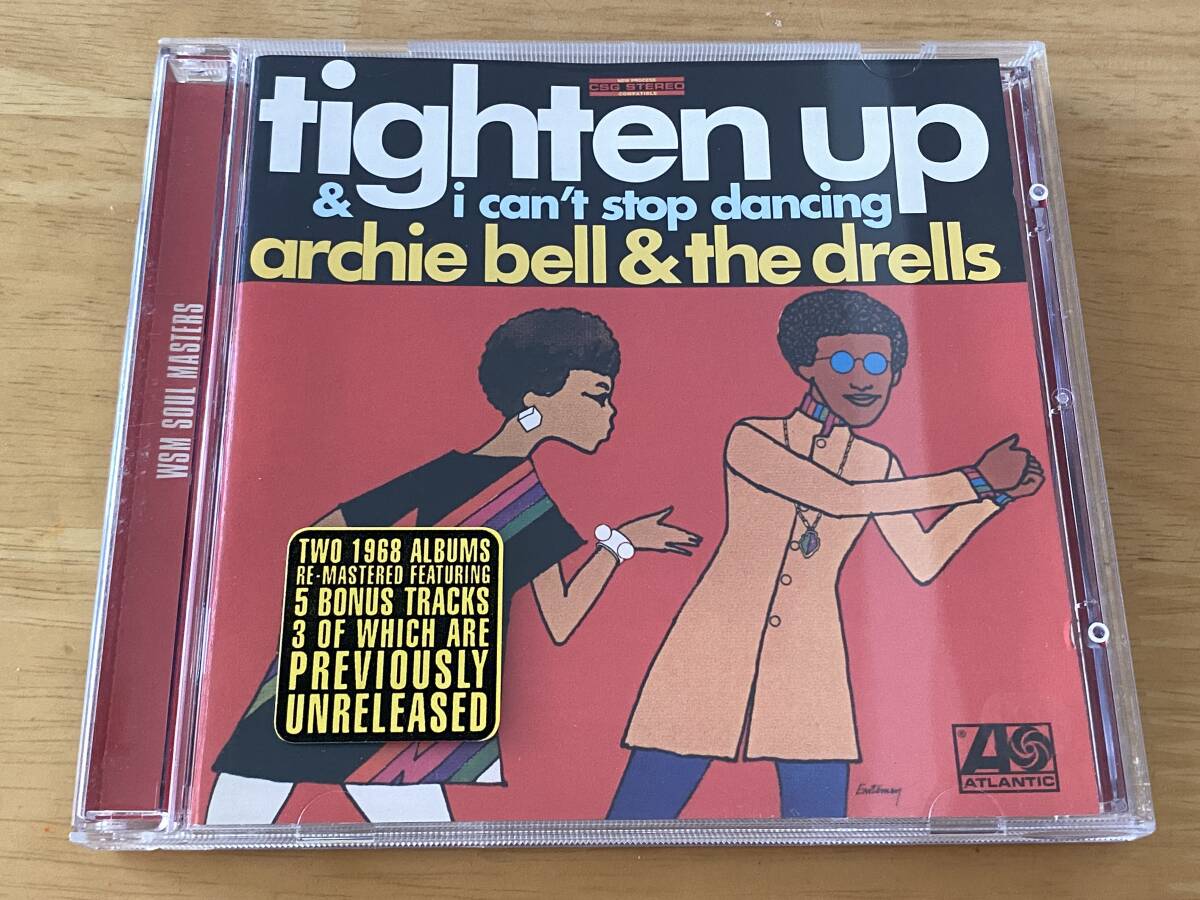 NEW PROCESS
CSG STEREO
COMPATIBLE
tighten up
& i can't stop dancing
archie bell & the drells
WSM SOUL MASTERS
TWO 1968 ALBUMS
RE-MASTERED FEATURING
5 BONUS TRACKS
3 OF WHICH ARE
PREVIOUSLY
UNRELEASED
®
ATLANTIC